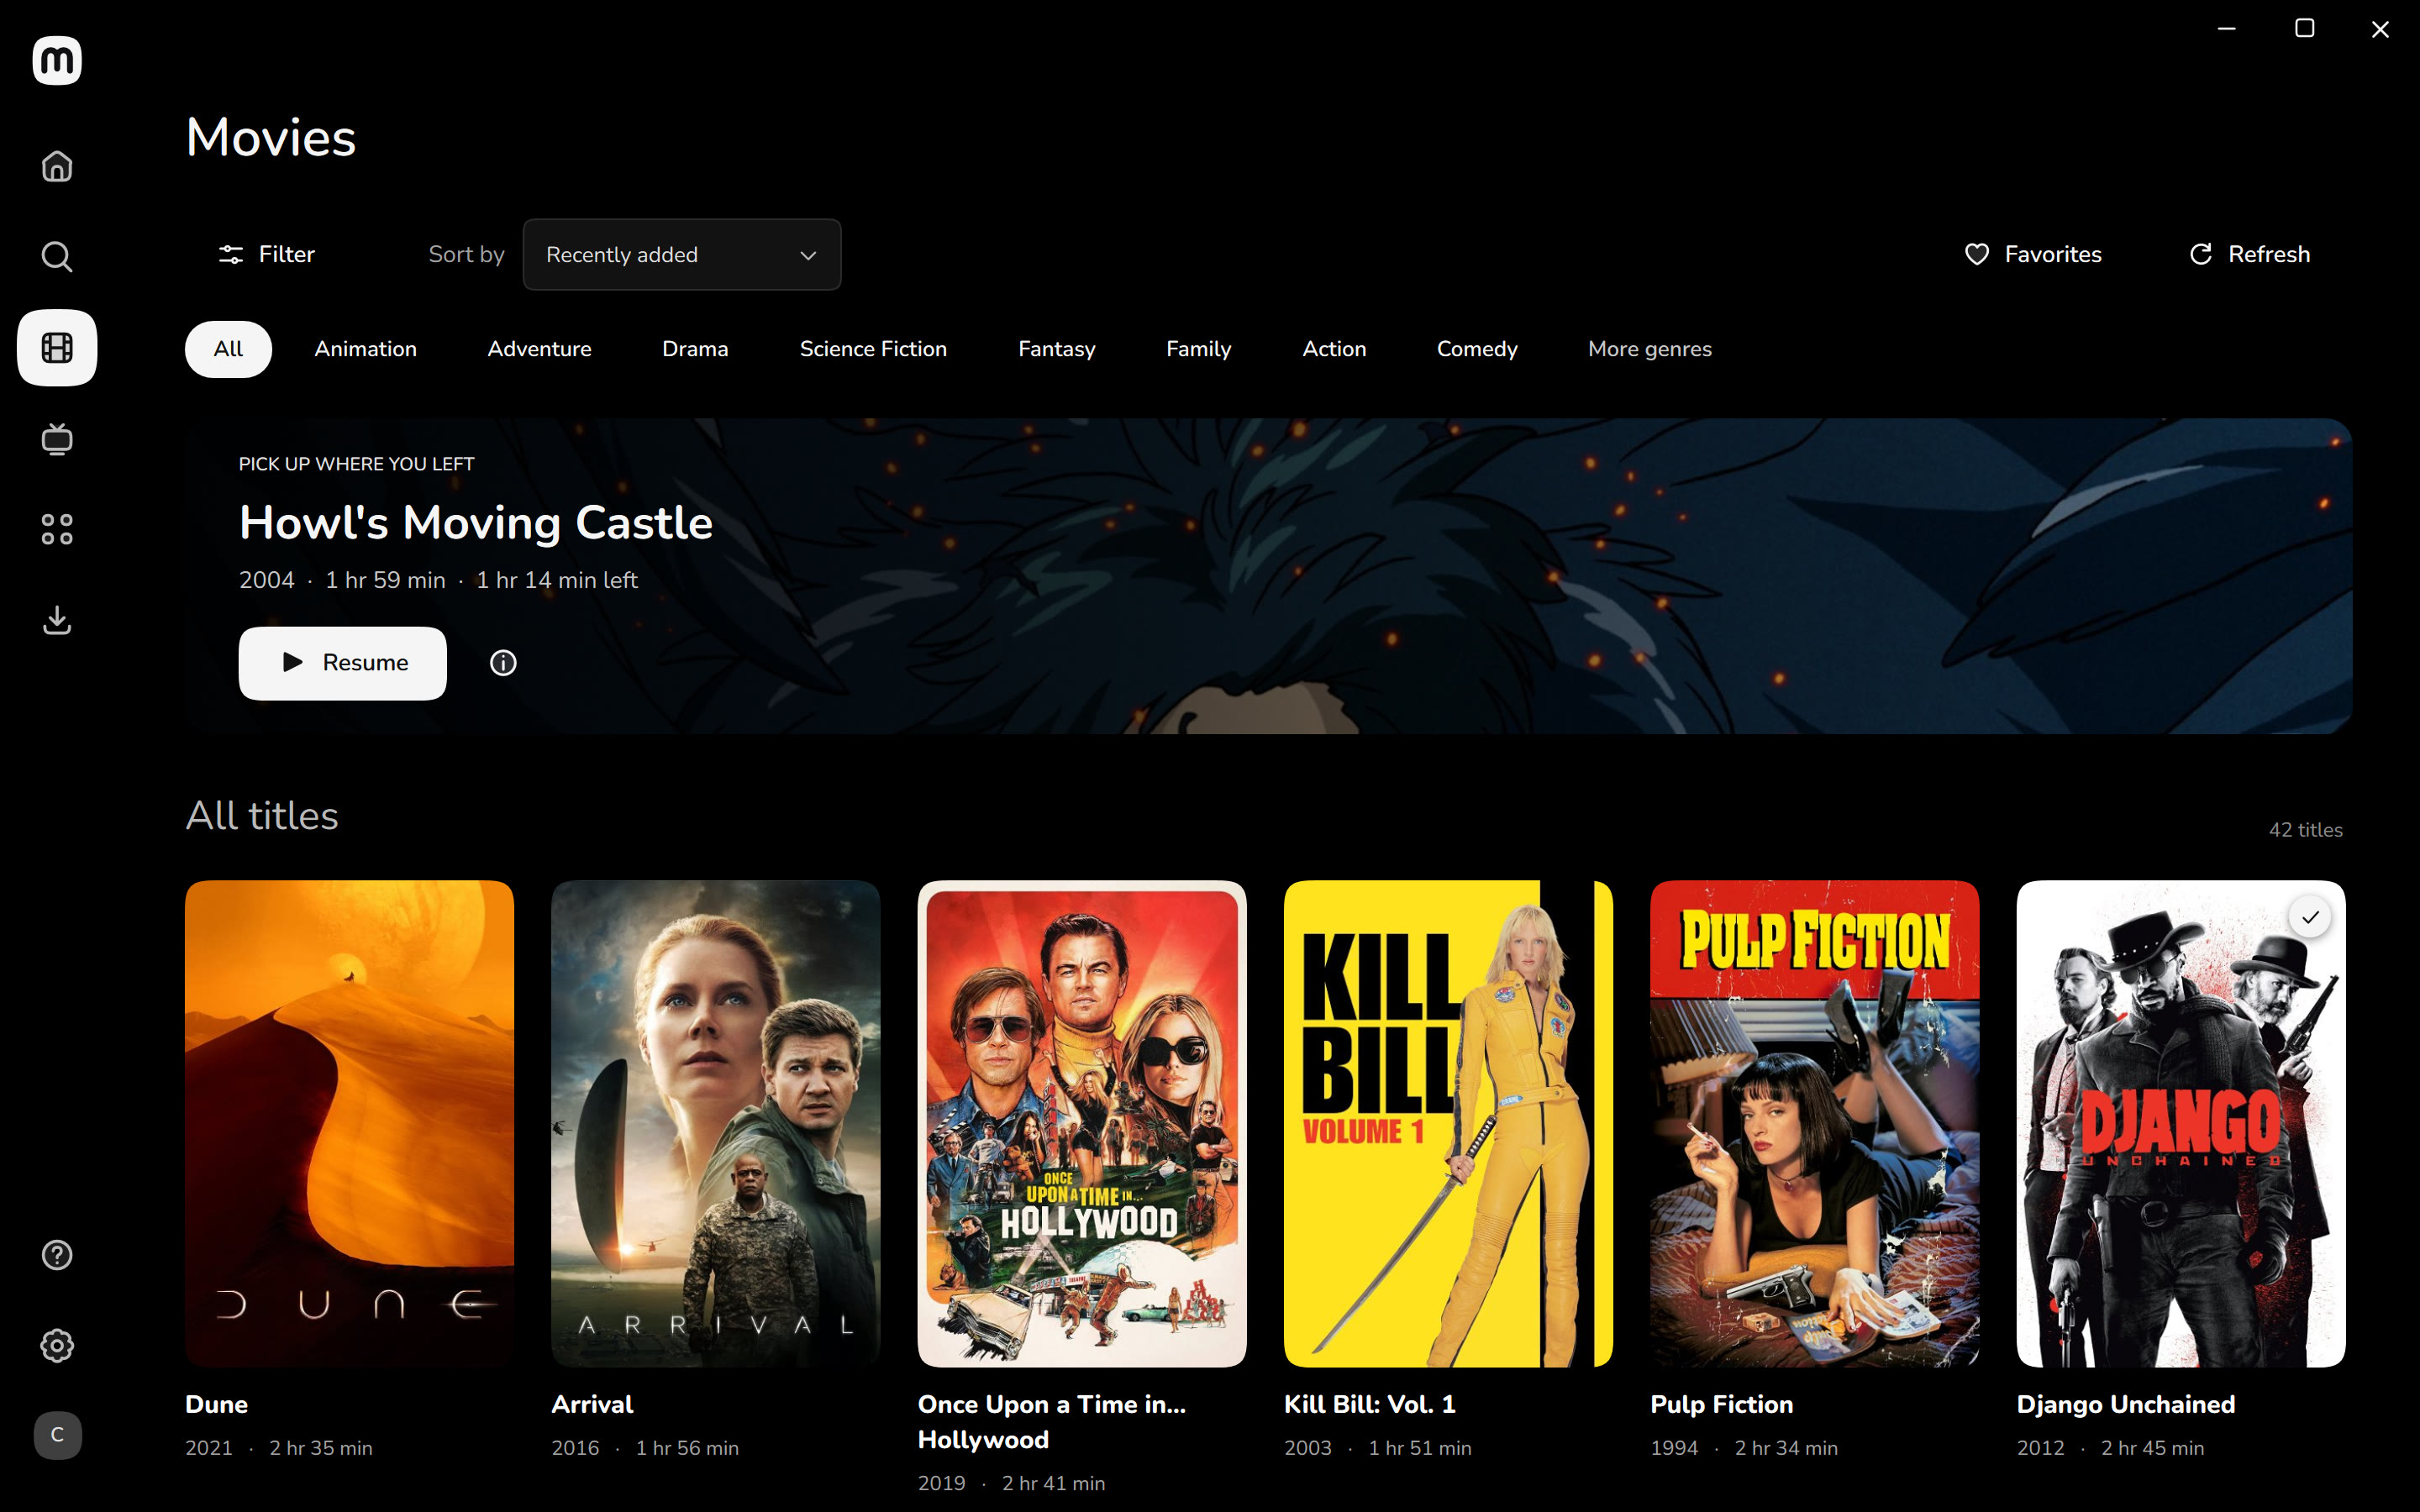 m
Movies
Filter
Sort by
Recently added
Favorites
Refresh
All
Animation
Adventure
Drama
Science Fiction
Fantasy
Family
Action
Comedy
More genres
PICK UP WHERE YOU LEFT
Howl's Moving Castle
2004 · 1 hr 59 min · 1 hr 14 min left
Resume
All titles
42 titles
DUNE
ARRIVAL
ONCE
UPON A TIME IN...
HOLLYWOOD
KILL
BILL
VOLUME 1
PULP FICTION
DJANGO
UNCHAINED
Dune
2021 · 2 hr 35 min
Arrival
2016 · 1 hr 56 min
Once Upon a Time in...
Hollywood
2019 · 2 hr 41 min
Kill Bill: Vol. 1
2003 · 1 hr 51 min
Pulp Fiction
1994 · 2 hr 34 min
Django Unchained
2012 · 2 hr 45 min
C